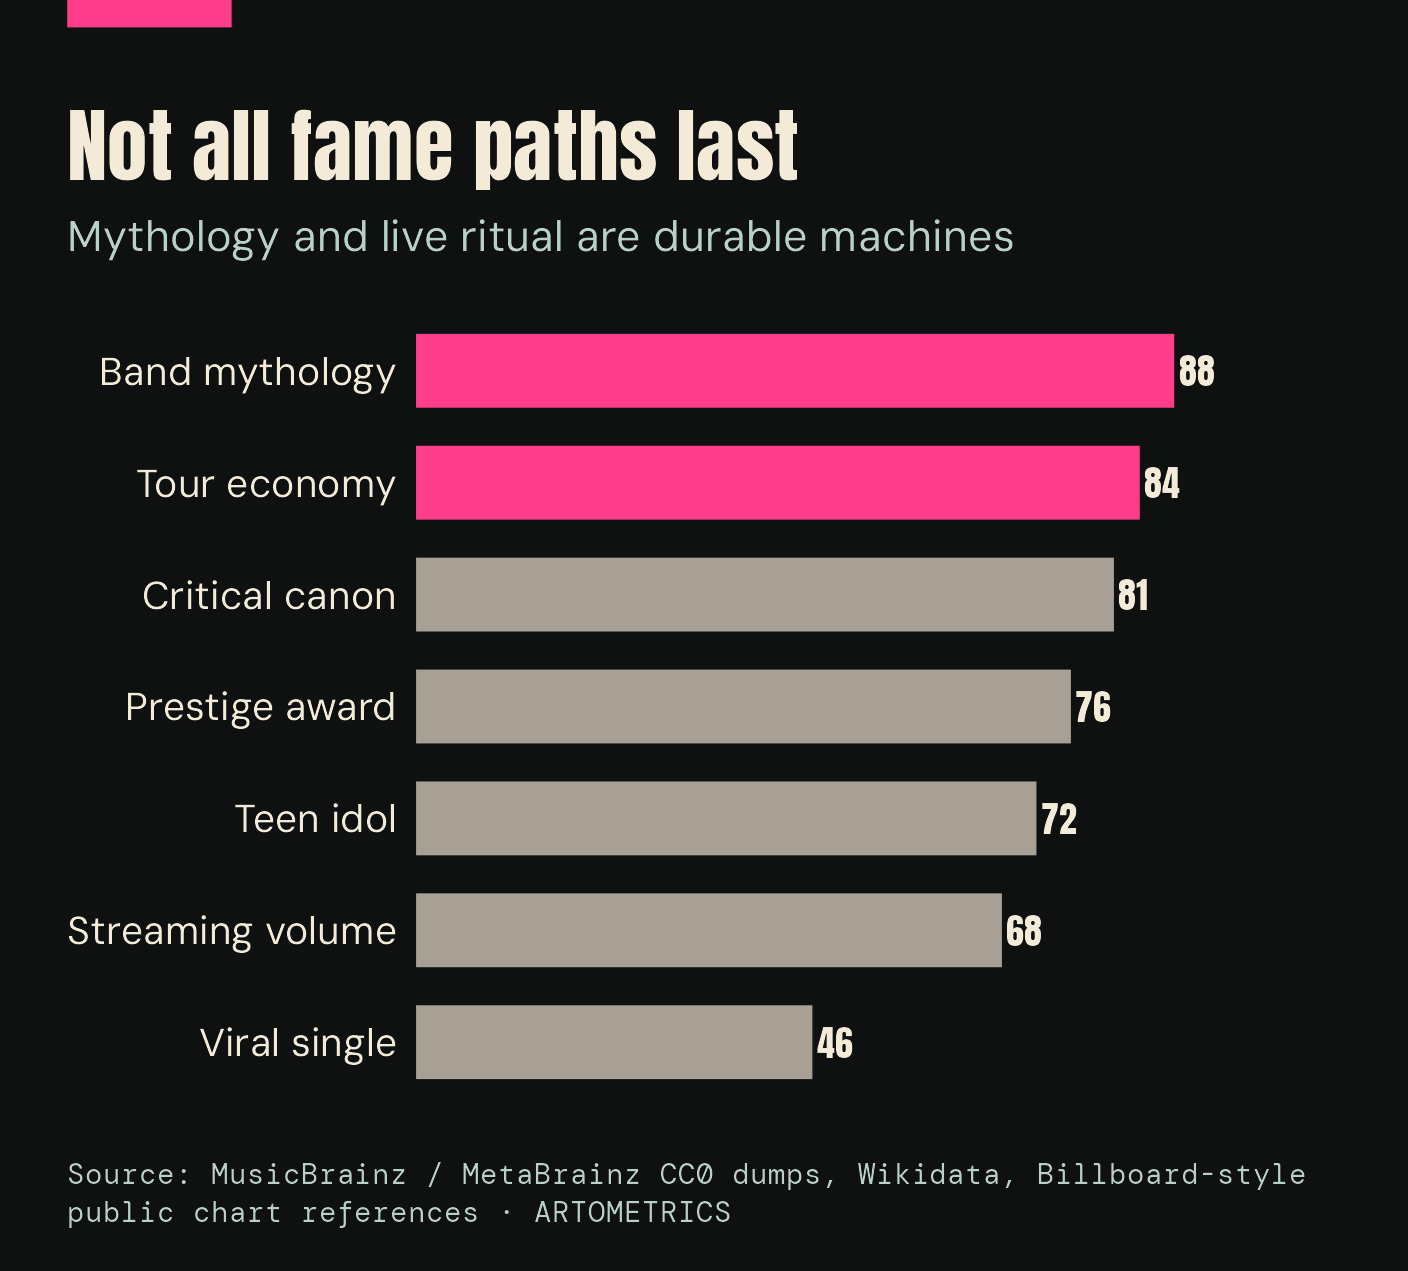 Not all fame paths last
Mythology and live ritual are durable machines
Band mythology 88
Tour economy 84
Critical canon 81
Prestige award 76
Teen idol 72
Streaming volume 68
Viral single 46
Source: MusicBrainz / MetaBrainz CC0 dumps, Wikidata, Billboard-style
public chart references · ARTOMETRICS